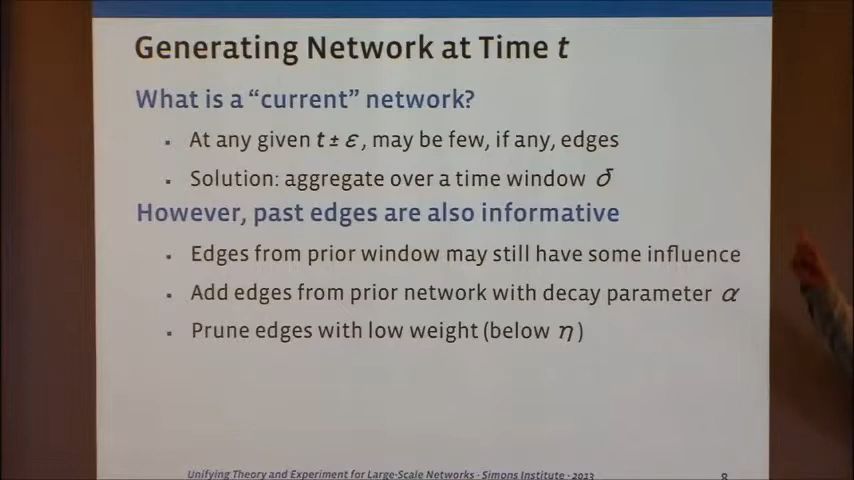 Generating Network at Time t
What is a “current” network?
▪ At any given t ± ε, may be few, if any, edges
▪ Solution: aggregate over a time window δ
However, past edges are also informative
▪ Edges from prior window may still have some influence
▪ Add edges from prior network with decay parameter α
▪ Prune edges with low weight (below η)
Unifying Theory and Experiment for Large-Scale Networks · Simons Institute · 2013